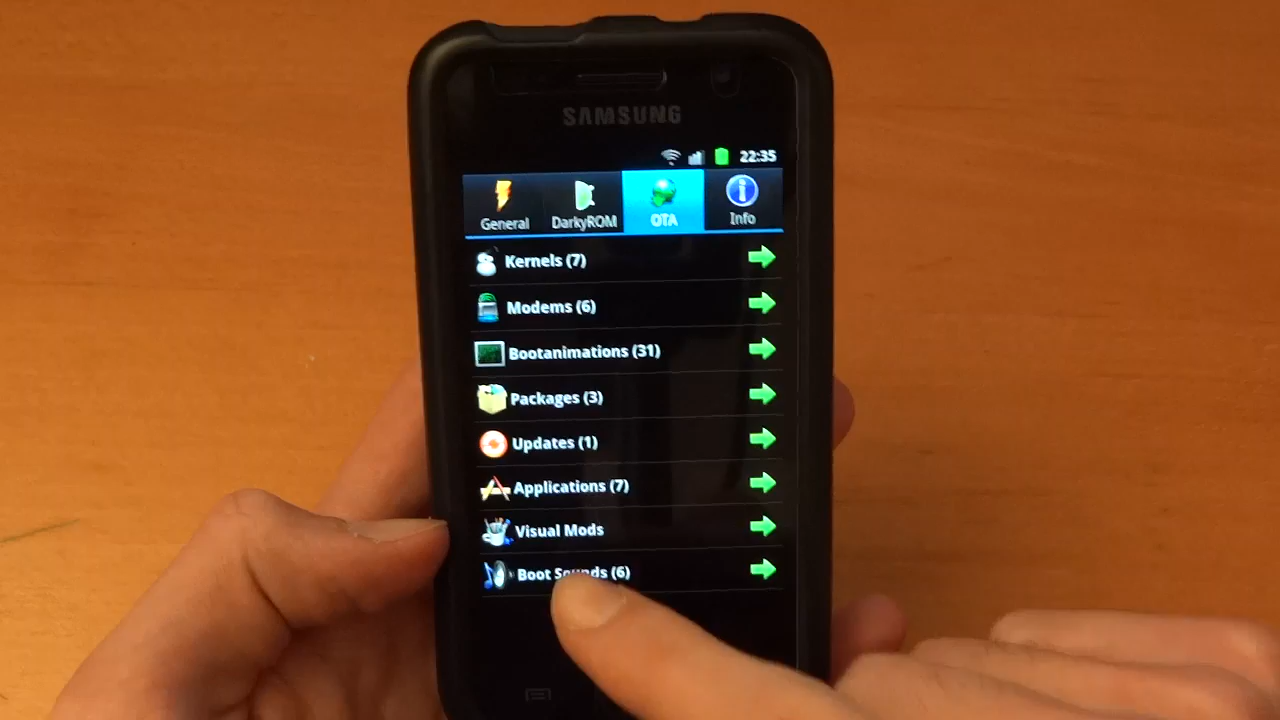 SAMSUNG
22:35
General DarkyROM OTA Info
Kernels (7)
Modems (6)
Bootanimations (31)
Packages (3)
Updates (1)
Applications (7)
Visual Mods
Boot Sounds (6)